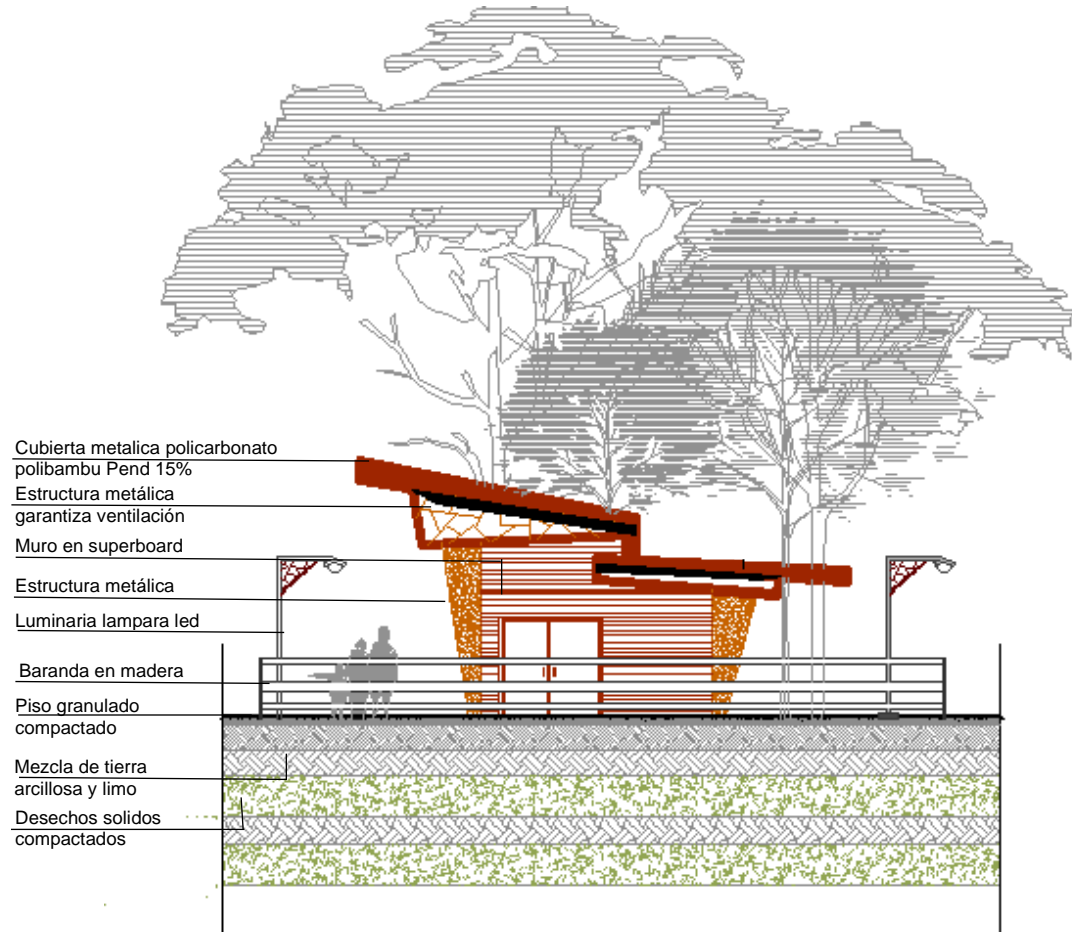 Cubierta metalica policarbonato
polibambu Pend 15%
Estructura metálica
garantiza ventilación
Muro en superboard
Estructura metálica
Luminaria lampara led
Baranda en madera
Piso granulado
compactado
Mezcla de tierra
arcillosa y limo
Desechos solidos
compactados